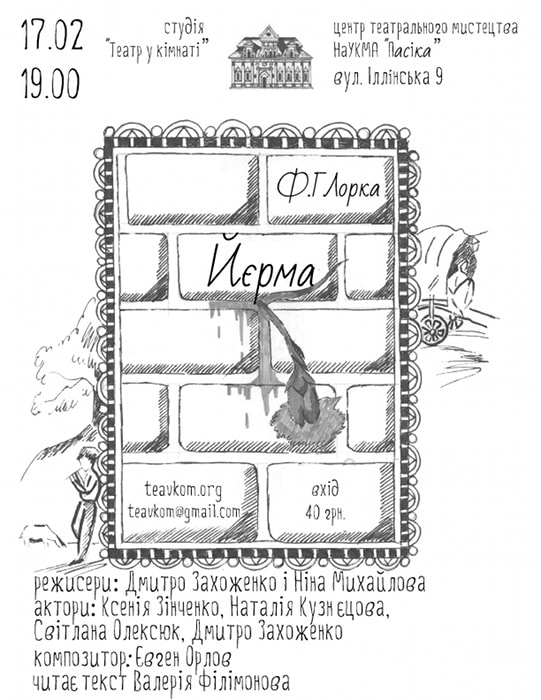 17.02
19.00
студія
"Театр у кімнаті"
центр театрального мистецтва
НаУКМА "Пасіка"
вул. Іллінська 9
Ф.Г Лорка
Йєрма
teavkom.org
teavkom@gmail.com
вхід
40 грн.
режисери: Дмитро Захоженко і Ніна Михайлова
актори: Ксенія Зінченко, Наталія Кузнєцова,
Світлана Олексюк, Дмитро Захоженко
композитор: Євген Орлов
читає текст Валерія Філімонова